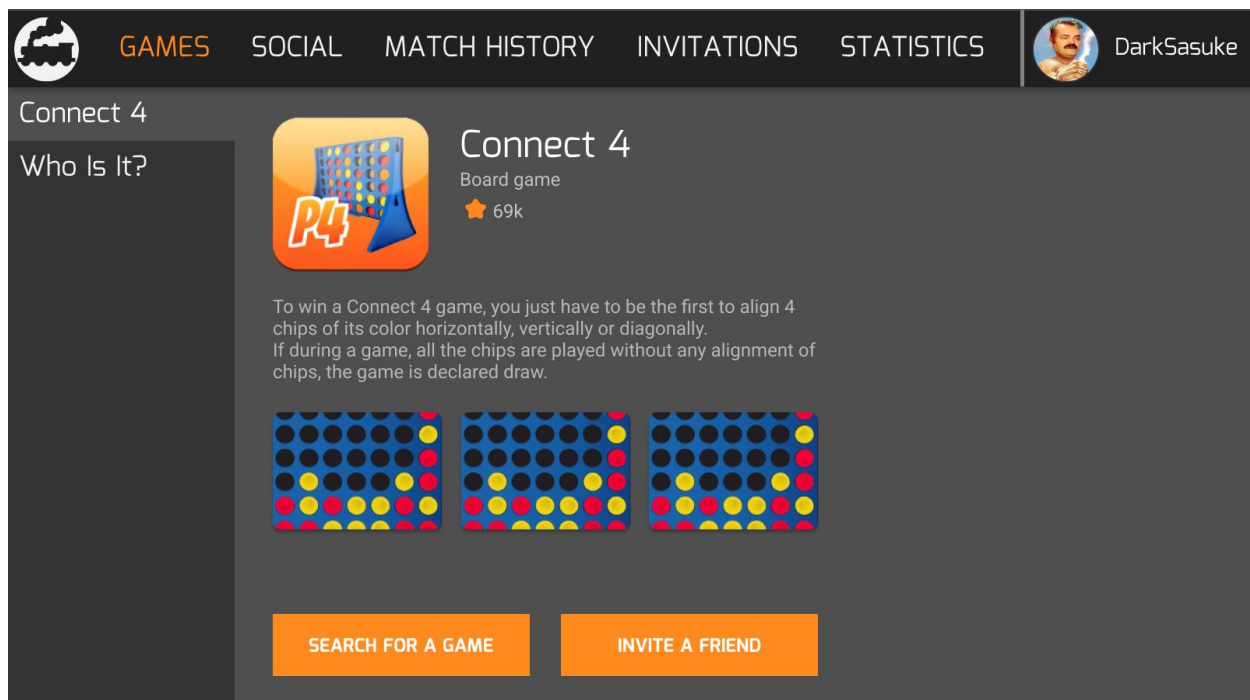 GAMES SOCIAL MATCH HISTORY INVITATIONS STATISTICS DarkSasuke
Connect 4
Who Is It?
P4
Connect 4
Board game
69k
To win a Connect 4 game, you just have to be the first to align 4
chips of its color horizontally, vertically or diagonally.
If during a game, all the chips are played without any alignment of
chips, the game is declared draw.
SEARCH FOR A GAME INVITE A FRIEND